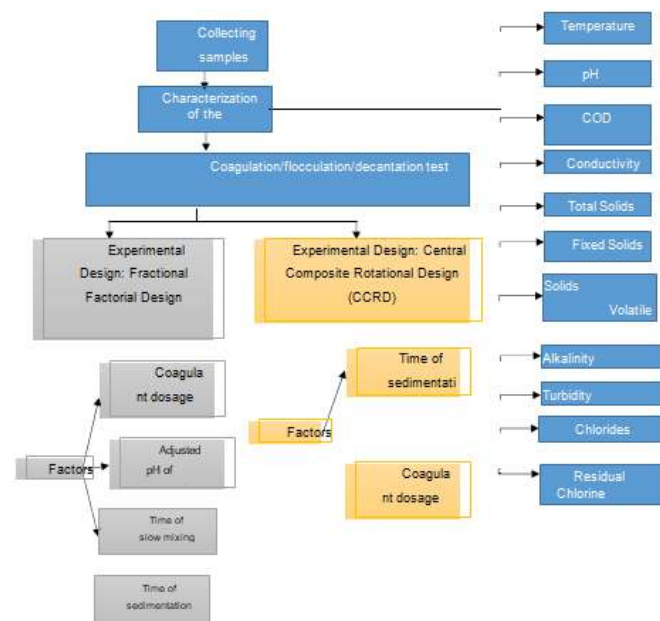 Collecting
samples
Characterization
of the
Coagulation/flocculation/decantation test
Experimental
Design: Fractional
Factorial Design
Experimental Design: Central
Composite Rotational Design
(CCRD)
Factors
Coagula
nt dosage
Adjusted
pH of
Time of
slow mixing
Time of
sedimentation
Factors
Time of
sedimentati
Coagula
nt dosage
Temperature
pH
COD
Conductivity
Total Solids
Fixed Solids
Solids
Volatile
Alkalinity
Turbidity
Chlorides
Residual
Chlorine